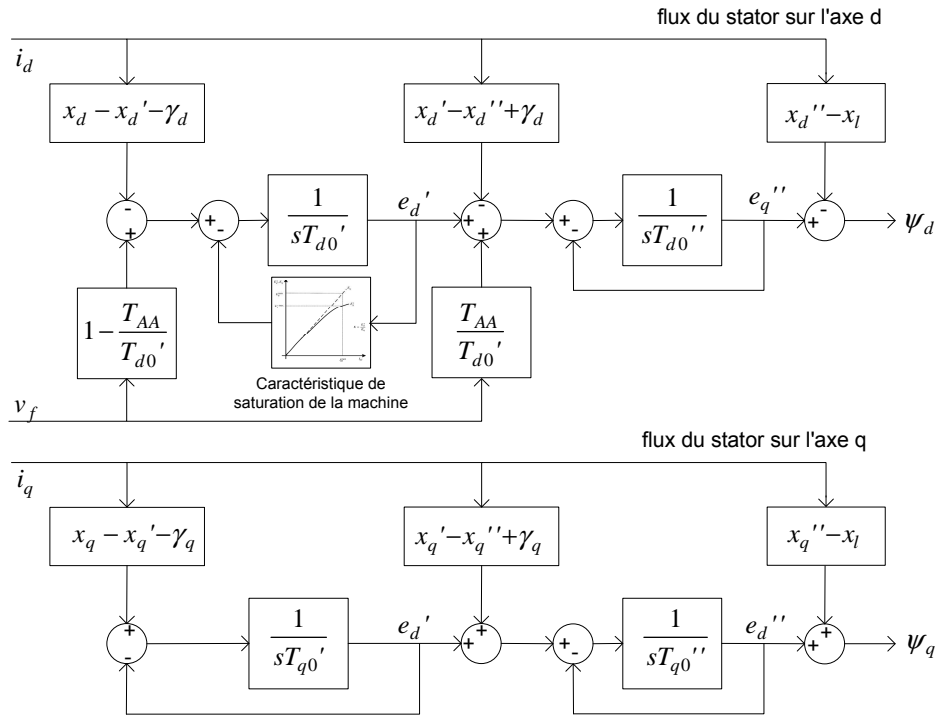 flux du stator sur l'axe d
i_d
x_d − x_d' − γ_d
x_d' − x_d'' + γ_d
x_d'' − x_l
-
+
+
-
1
sT_d0'
e_d'
+
-
+
+
-
1
sT_d0''
e_q''
-
+
ψ_d
1 − T_AA
T_d0'
T_AA
T_d0'
Caractéristique de
saturation de la machine
v_f
flux du stator sur l'axe q
i_q
x_q − x_q' − γ_q
x_q' − x_q'' + γ_q
x_q'' − x_l
+
-
1
sT_q0'
e_d'
+
+
+
-
1
sT_q0''
e_d''
+
+
ψ_q